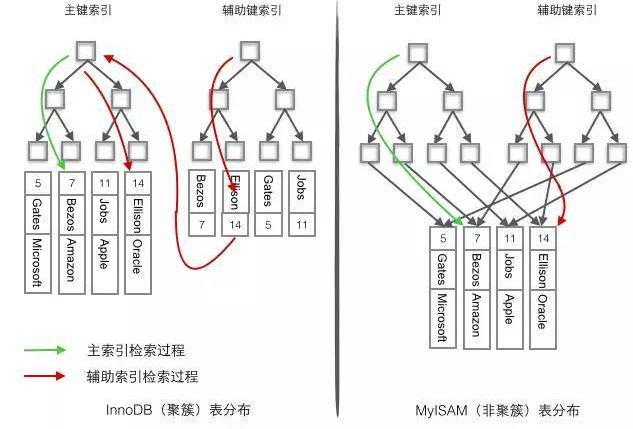 主键索引
辅助键索引
主键索引
辅助键索引
5
Gates
Microsoft
7
Bezos
Amazon
11
Jobs
Apple
14
Ellison
Oracle
Bezos
7
Ellison
14
Gates
5
Jobs
11
5
Gates
Microsoft
7
Bezos
Amazon
11
Jobs
Apple
14
Ellison
Oracle
主索引检索过程
辅助索引检索过程
InnoDB（聚簇）表分布
MyISAM（非聚簇）表分布